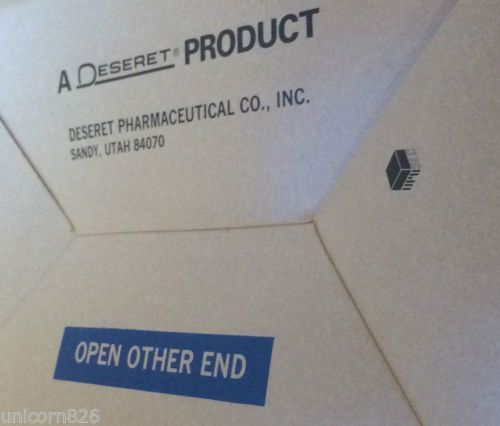 A DESERET® PRODUCT
DESERET PHARMACEUTICAL CO., INC.
SANDY, UTAH 84070
OPEN OTHER END
unicorn826